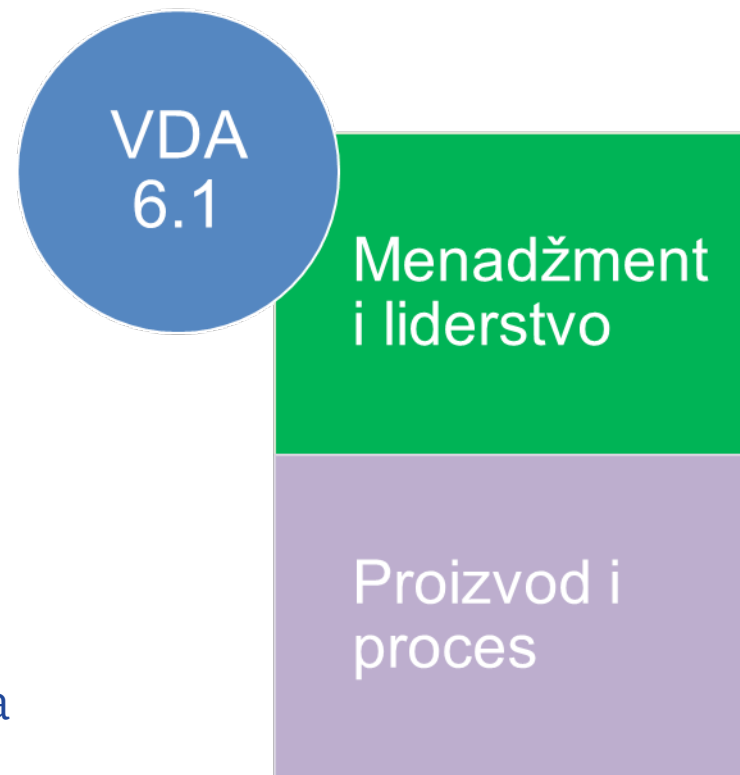 VDA
6.1
Menadžment
i liderstvo
Proizvod i
proces
a